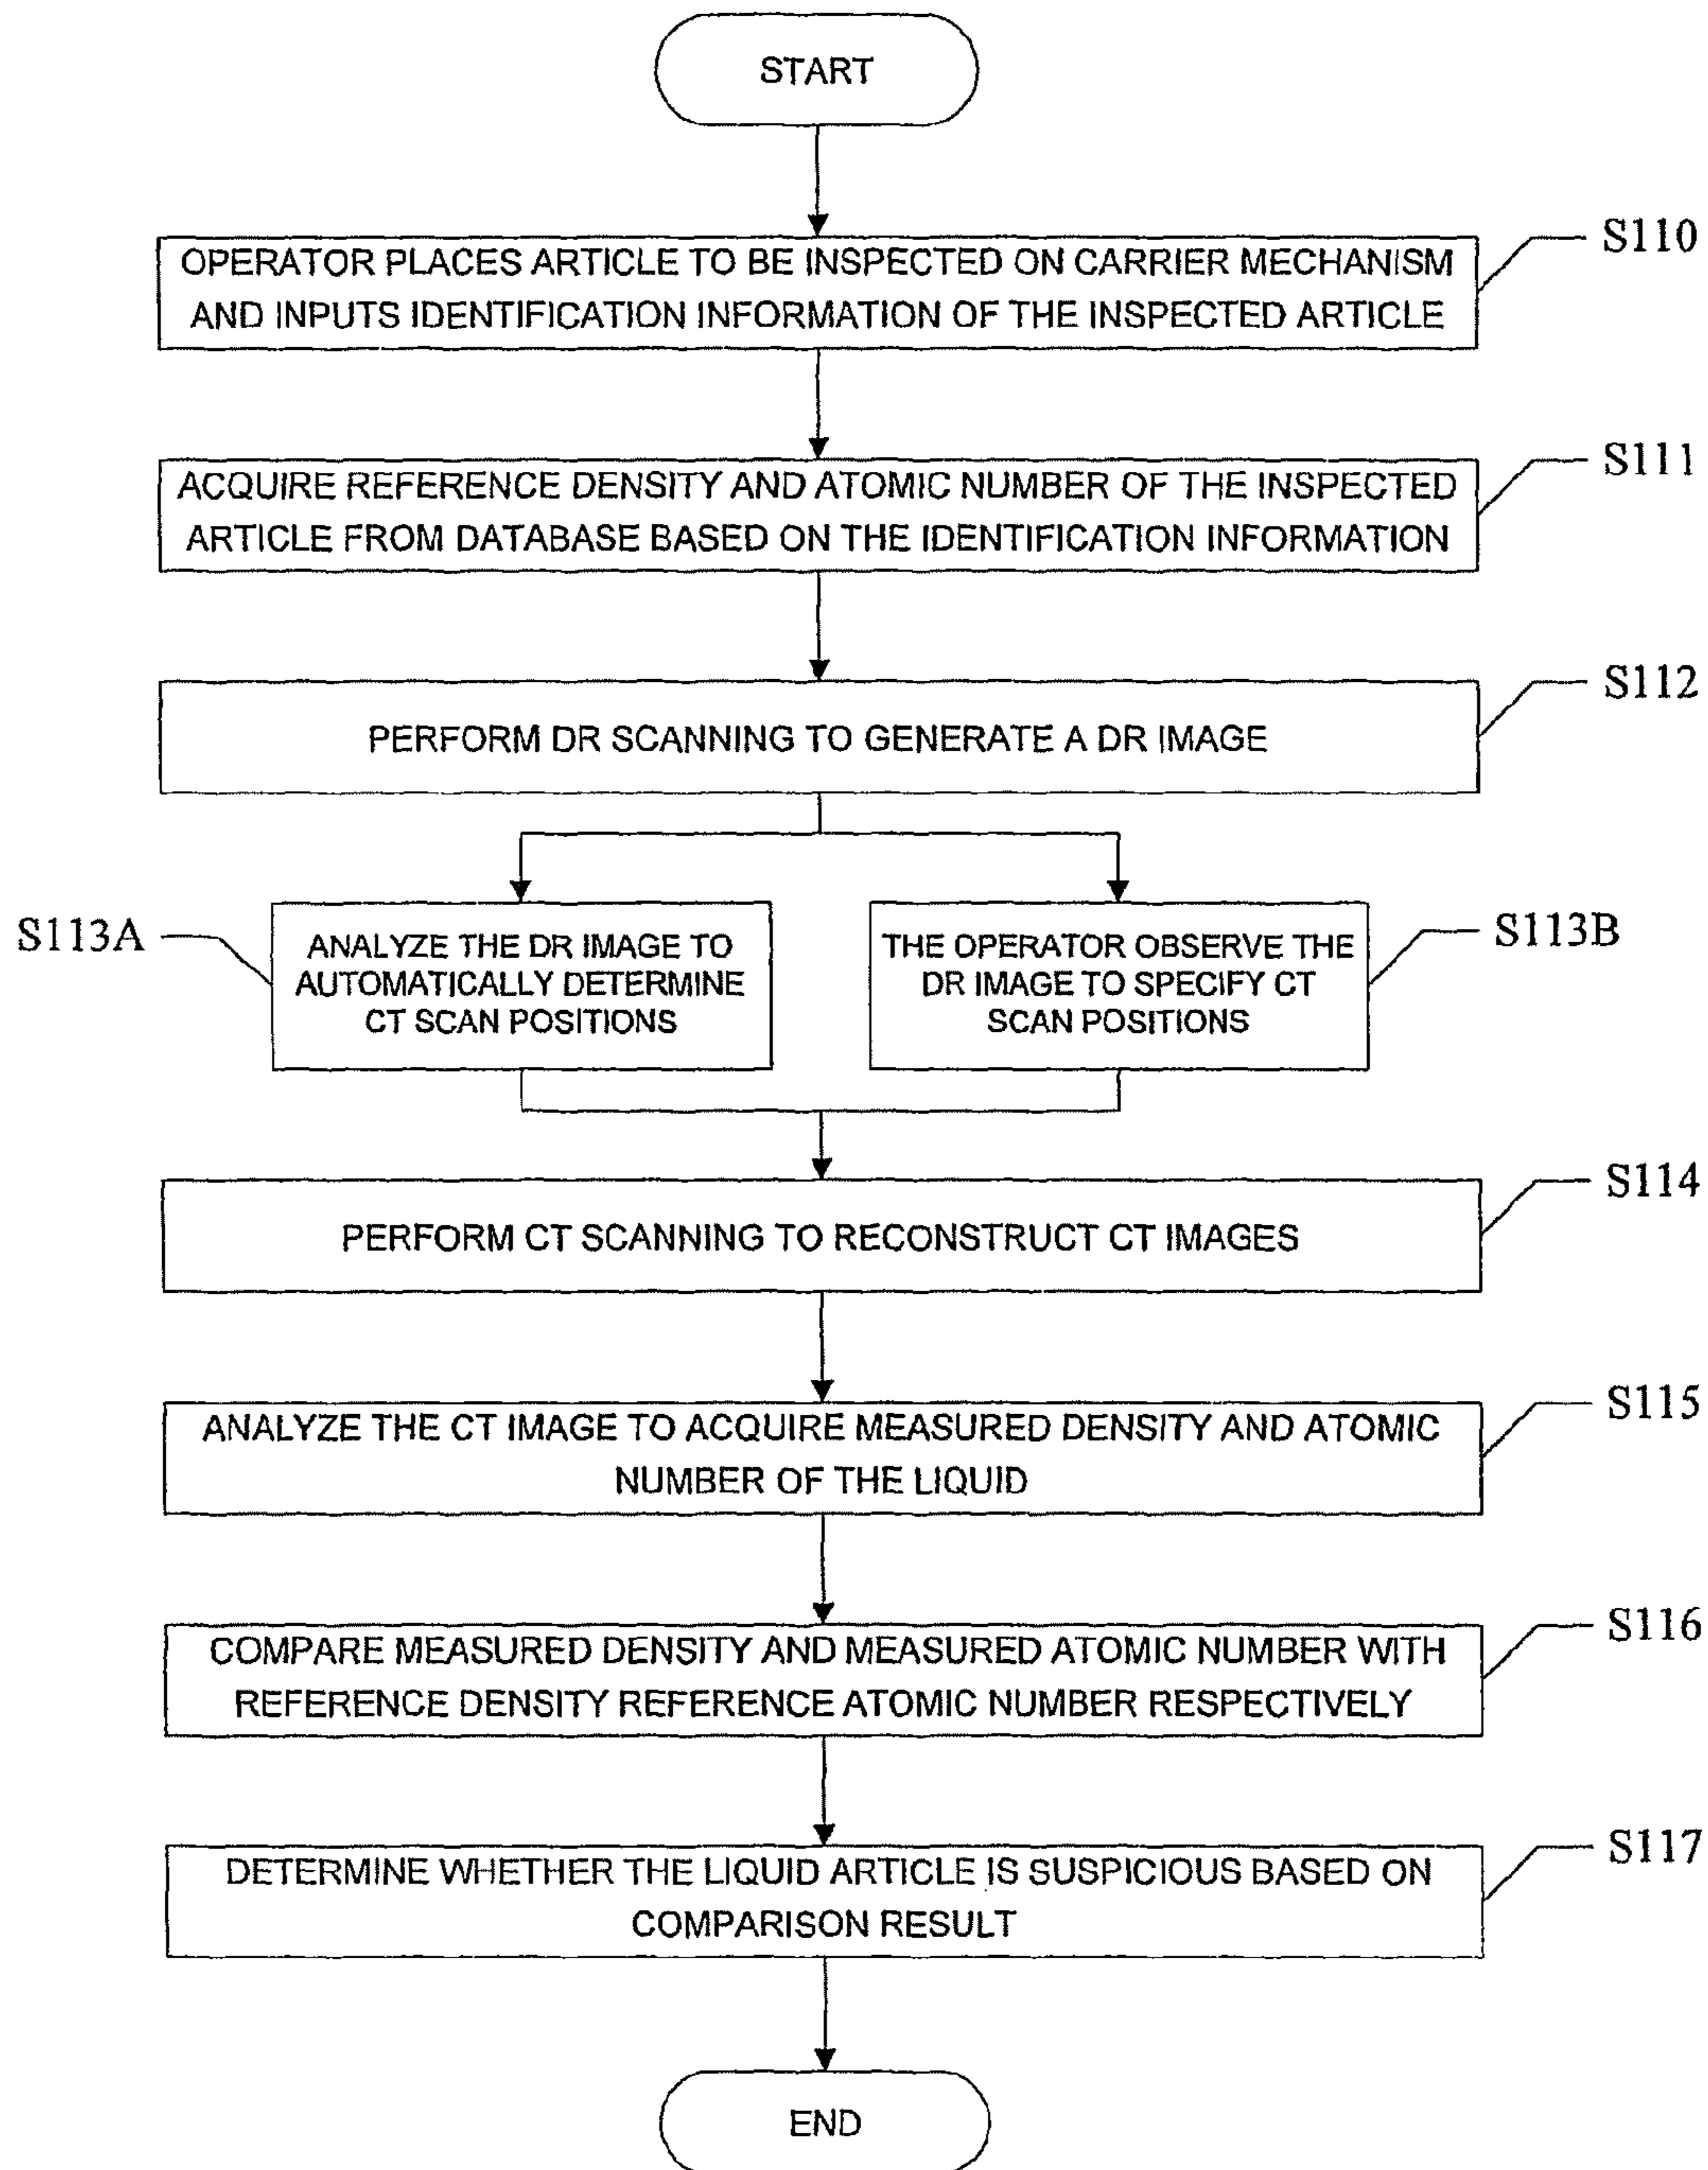 START
OPERATOR PLACES ARTICLE TO BE INSPECTED ON CARRIER MECHANISM
AND INPUTS IDENTIFICATION INFORMATION OF THE INSPECTED ARTICLE
S110
ACQUIRE REFERENCE DENSITY AND ATOMIC NUMBER OF THE INSPECTED
ARTICLE FROM DATABASE BASED ON THE IDENTIFICATION INFORMATION
S111
PERFORM DR SCANNING TO GENERATE A DR IMAGE
S112
S113A
ANALYZE THE DR IMAGE TO
AUTOMATICALLY DETERMINE
CT SCAN POSITIONS
THE OPERATOR OBSERVE THE
DR IMAGE TO SPECIFY CT
SCAN POSITIONS
S113B
PERFORM CT SCANNING TO RECONSTRUCT CT IMAGES
S114
ANALYZE THE CT IMAGE TO ACQUIRE MEASURED DENSITY AND ATOMIC
NUMBER OF THE LIQUID
S115
COMPARE MEASURED DENSITY AND MEASURED ATOMIC NUMBER WITH
REFERENCE DENSITY REFERENCE ATOMIC NUMBER RESPECTIVELY
S116
DETERMINE WHETHER THE LIQUID ARTICLE IS SUSPICIOUS BASED ON
COMPARISON RESULT
S117
END